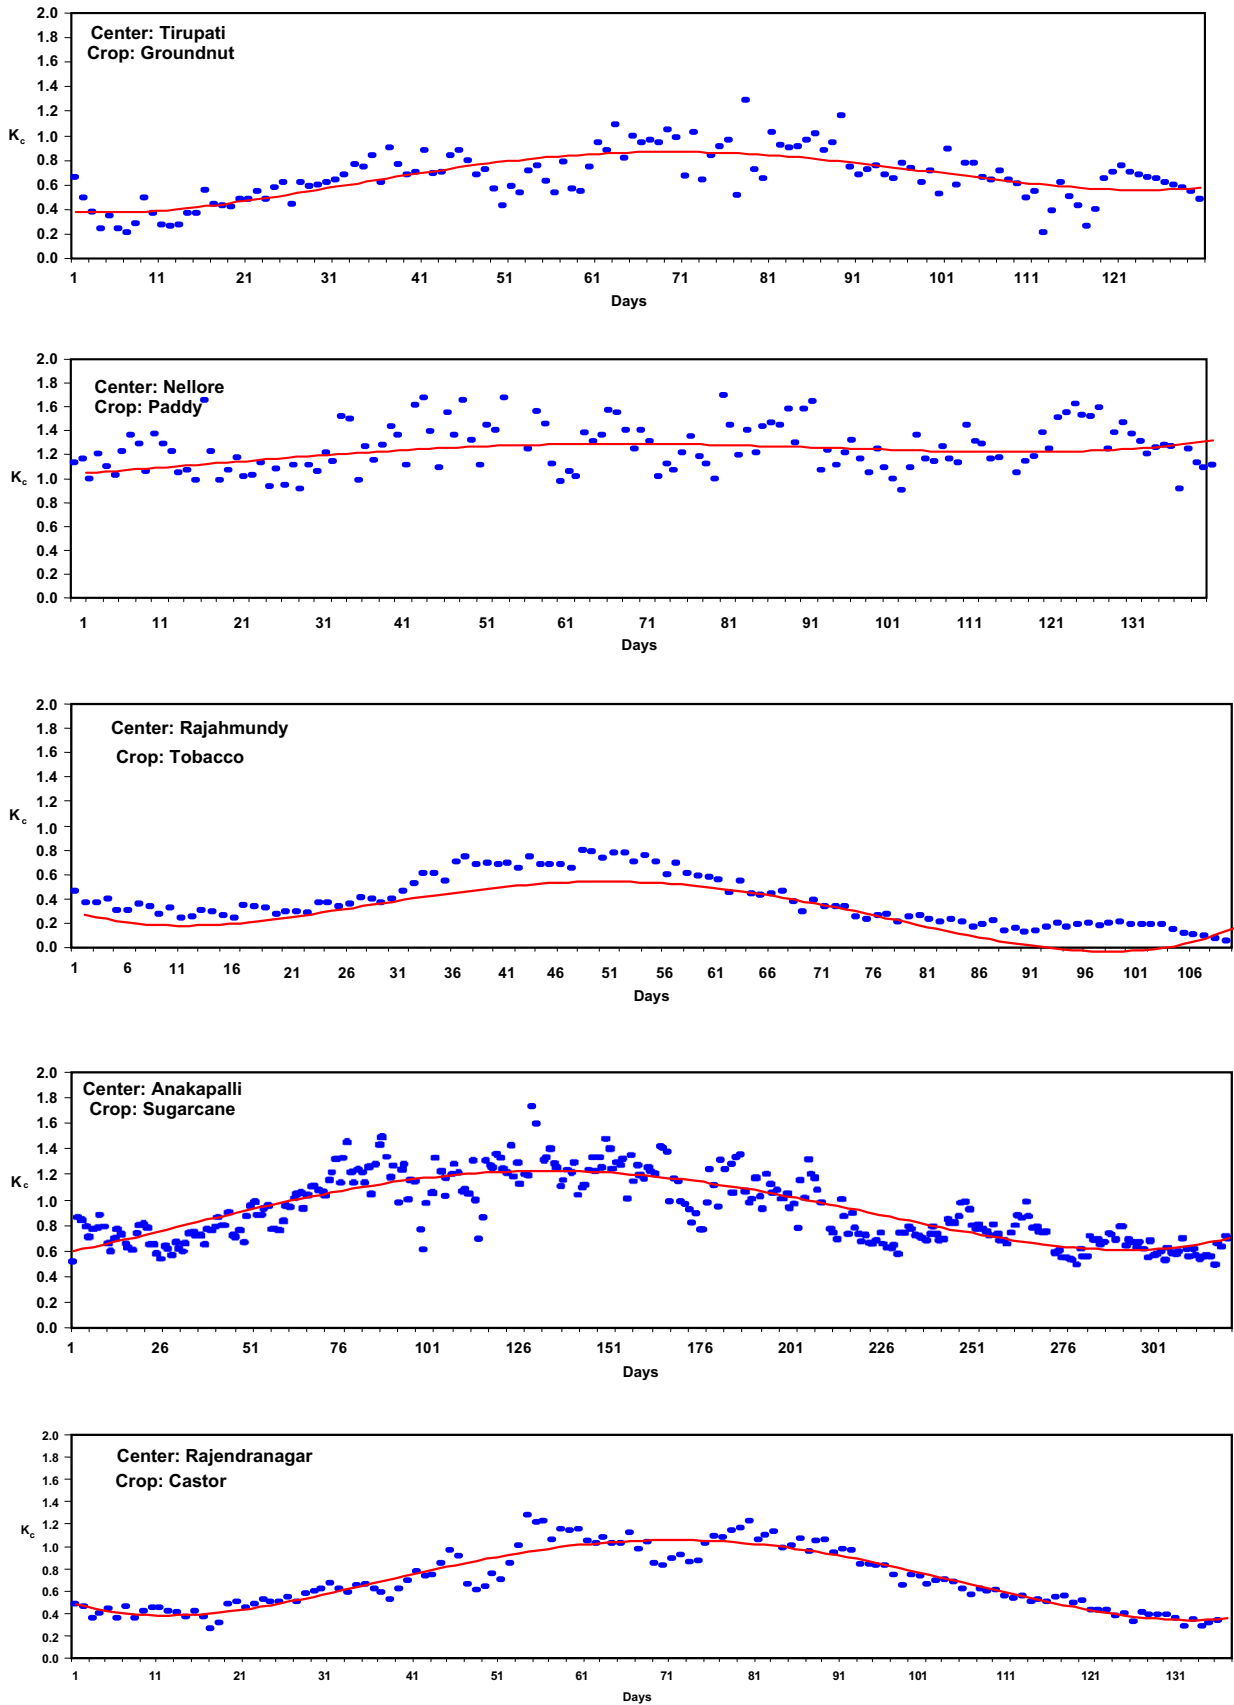 2.0
Center: Tirupati
1.8
Crop: Groundnut
1.6
1.4
1.2
Kc
1.0
0.8
0.6
0.4
0.2
0.0
1 11 21 31 41 51 61 71 81 91 101 111 121
Days
2.0
1.8
Center: Nellore
1.6
Crop: Paddy
1.4
1.2
Kc
1.0
0.8
0.6
0.4
0.2
0.0
1 11 21 31 41 51 61 71 81 91 101 111 121 131
Days
2.0
1.8
Center: Rajahmundy
1.6
Crop: Tobacco
1.4
1.2
Kc
1.0
0.8
0.6
0.4
0.2
0.0
1 6 11 16 21 26 31 36 41 46 51 56 61 66 71 76 81 86 91 96 101 106
Days
2.0
Center: Anakapalli
1.8
Crop: Sugarcane
1.6
1.4
1.2
Kc
1.0
0.8
0.6
0.4
0.2
0.0
1 26 51 76 101 126 151 176 201 226 251 276 301
Days
2.0
1.8
Center: Rajendranagar
1.6
Crop: Castor
1.4
1.2
Kc
1.0
0.8
0.6
0.4
0.2
0.0
1 11 21 31 41 51 61 71 81 91 101 111 121 131
Days